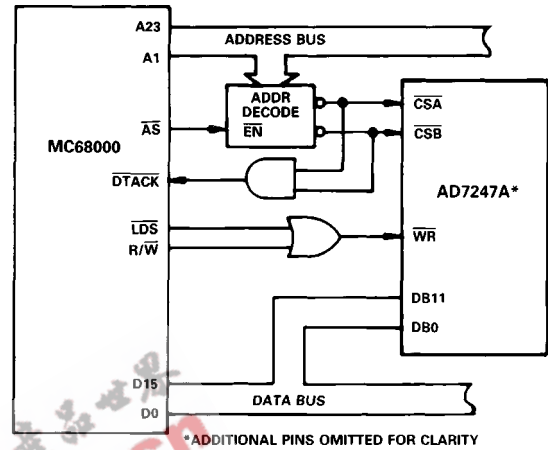 A23
ADDRESS BUS
A1
ADDR
DECODE
EN
AS
CSA
CSB
MC68000
DTACK
AD7247A*
LDS
R/W
WR
DB11
DB0
D15
DATA BUS
D0
*ADDITIONAL PINS OMITTED FOR CLARITY